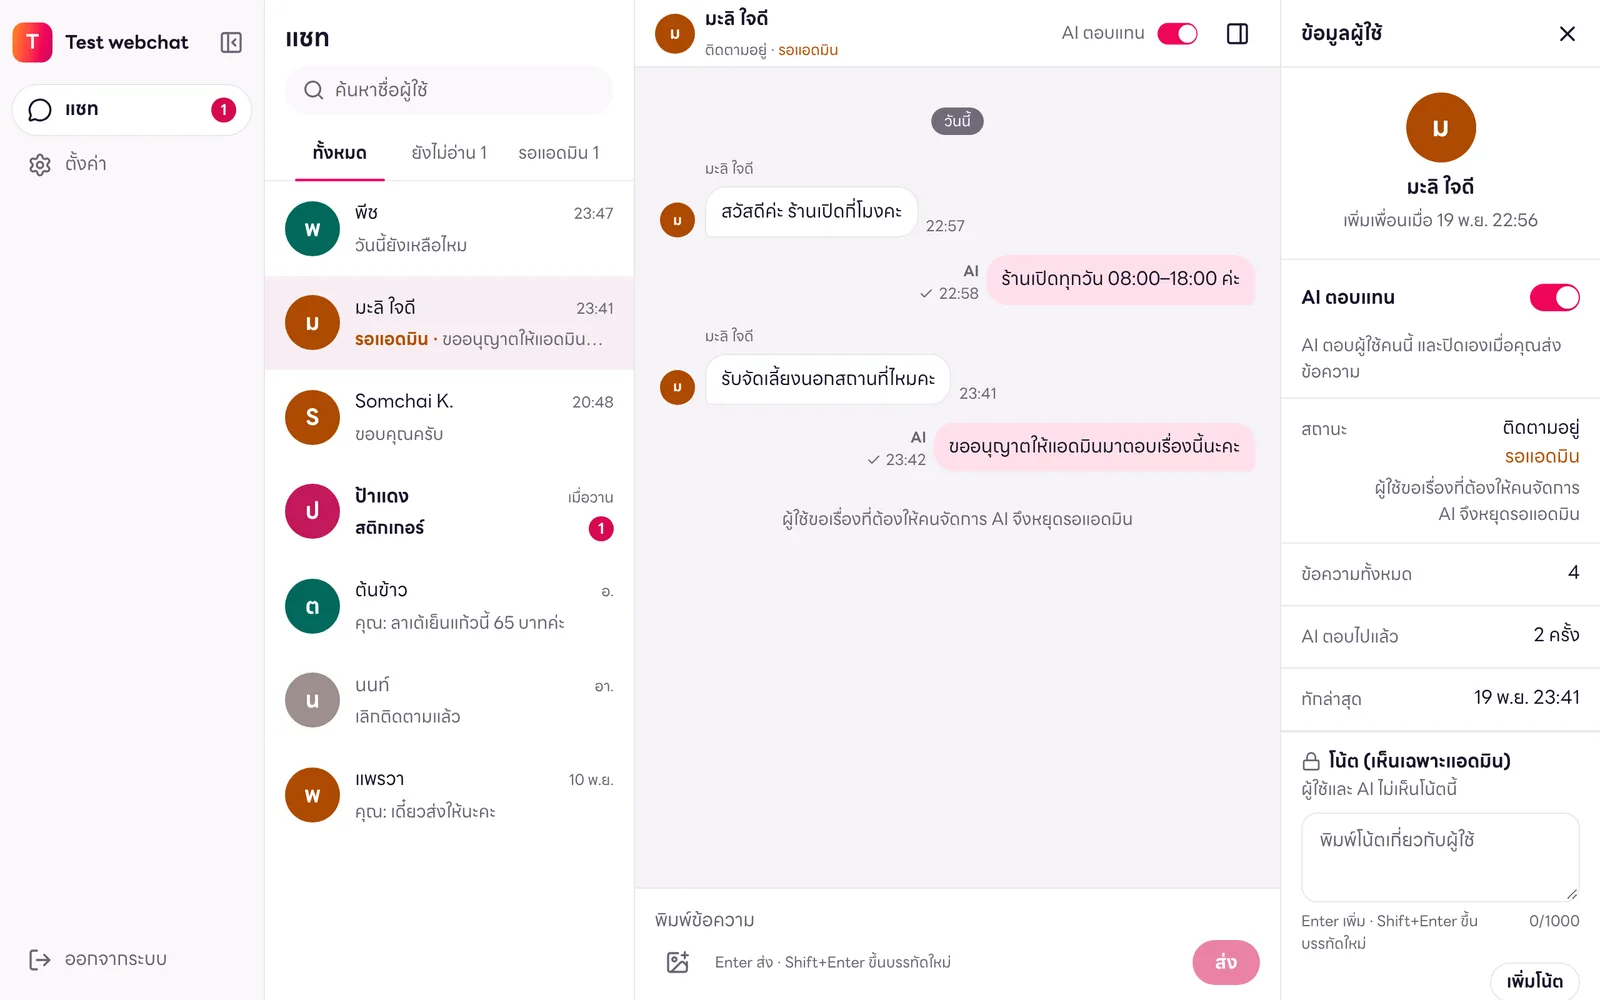 T
Test webchat
แชท
1
ตั้งค่า
ออกจากระบบ
แชท
ค้นหาชื่อผู้ใช้
ทั้งหมด
ยังไม่อ่าน 1
รอแอดมิน 1
พ
พีช
23:47
วันนี้ยังเหลือไหม
ม
มะลิ ใจดี
23:41
รอแอดมิน · ขออนุญาตให้แอดมิน...
S
Somchai K.
20:48
ขอบคุณครับ
ป
ป้าแดง
เมื่อวาน
สติกเกอร์
1
ต
ต้นข้าว
อ.
คุณ: ลาเต้เย็นแก้วนี้ 65 บาทค่ะ
น
นนท์
อา.
เลิกติดตามแล้ว
พ
แพรวา
10 พ.ย.
คุณ: เดี๋ยวส่งให้นะคะ
ม
มะลิ ใจดี
ติดตามอยู่ · รอแอดมิน
AI ตอบแทน
วันนี้
มะลิ ใจดี
ม
สวัสดีค่ะ ร้านเปิดกี่โมงคะ
22:57
AI
22:58
ร้านเปิดทุกวัน 08:00–18:00 ค่ะ
มะลิ ใจดี
ม
รับจัดเลี้ยงนอกสถานที่ไหมคะ
23:41
AI
23:42
ขออนุญาตให้แอดมินมาตอบเรื่องนี้นะคะ
ผู้ใช้ขอเรื่องที่ต้องให้คนจัดการ AI จึงหยุดรอแอดมิน
พิมพ์ข้อความ
Enter ส่ง · Shift+Enter ขึ้นบรรทัดใหม่
ส่ง
ข้อมูลผู้ใช้
ม
มะลิ ใจดี
เพิ่มเพื่อนเมื่อ 19 พ.ย. 22:56
AI ตอบแทน
AI ตอบผู้ใช้คนนี้ และปิดเองเมื่อคุณส่ง
ข้อความ
สถานะ
ติดตามอยู่
รอแอดมิน
ผู้ใช้ขอเรื่องที่ต้องให้คนจัดการ
AI จึงหยุดรอแอดมิน
ข้อความทั้งหมด
4
AI ตอบไปแล้ว
2 ครั้ง
ทักล่าสุด
19 พ.ย. 23:41
โน้ต (เห็นเฉพาะแอดมิน)
ผู้ใช้และ AI ไม่เห็นโน้ตนี้
พิมพ์โน้ตเกี่ยวกับผู้ใช้
Enter เพิ่ม · Shift+Enter ขึ้น
บรรทัดใหม่
0/1000
เพิ่มโน้ต